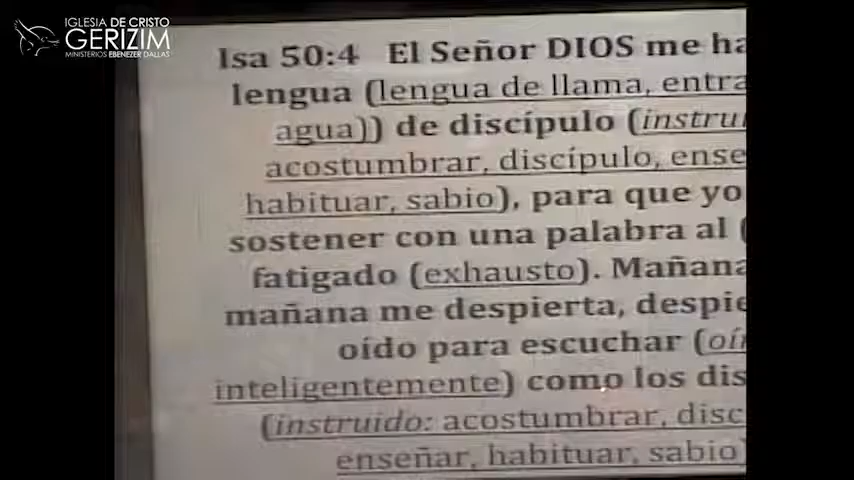 IGLESIA DE CRISTO
GERIZIM
MINISTERIOS EBENEZER DALLAS
Isa 50:4 El Señor DIOS me ha
lengua (lengua de llama, entra
agua)) de discípulo (instrui
acostumbrar, discípulo, ense
habituar, sabio), para que yo
sostener con una palabra al (
fatigado (exhausto). Mañana
mañana me despierta, despie
oído para escuchar (oír
inteligentemente) como los dis
(instruido: acostumbrar, disc
enseñar, habituar, sabio)